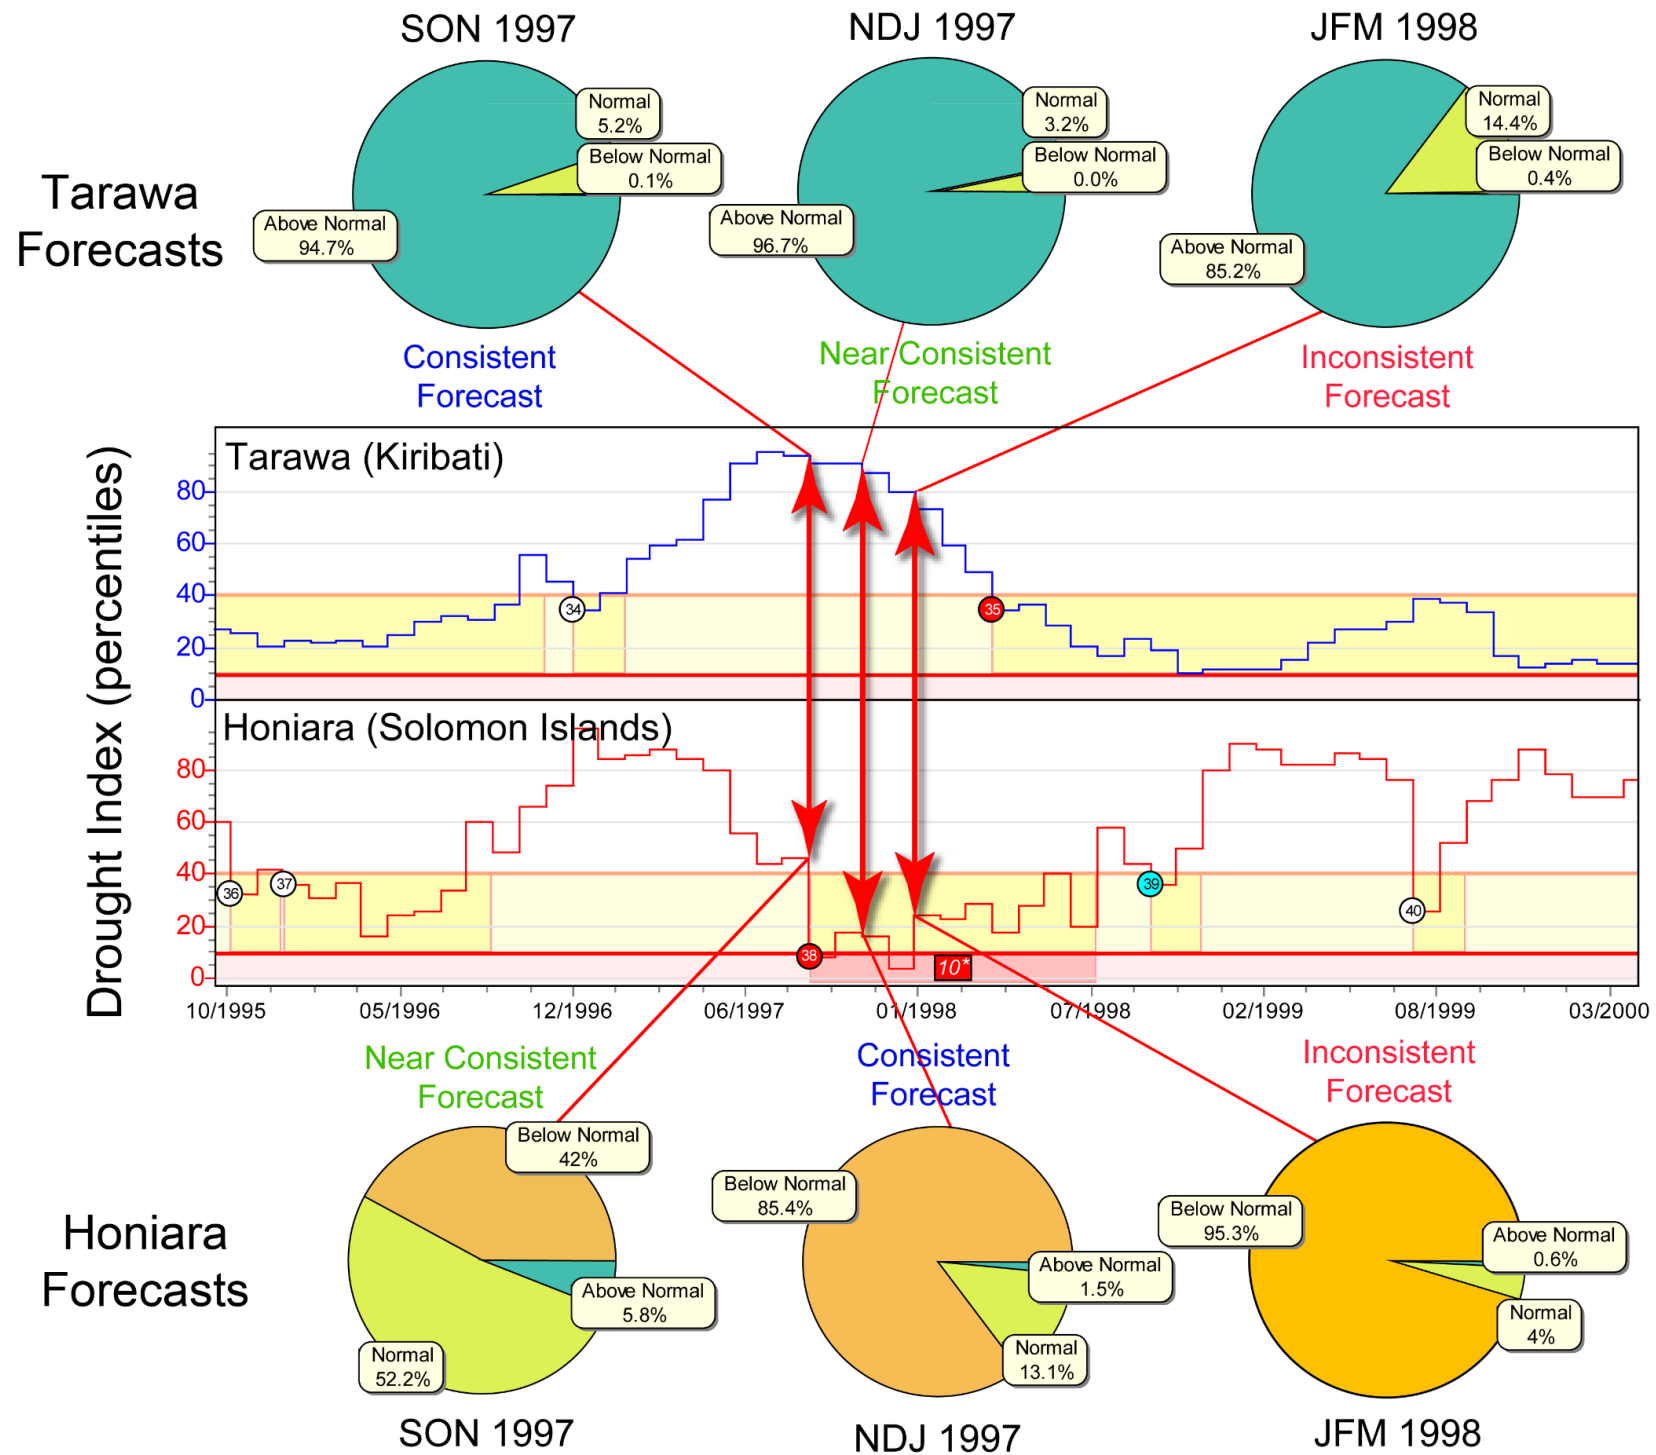 SON 1997
NDJ 1997
JFM 1998
Tarawa
Forecasts
Normal
5.2%
Below Normal
0.1%
Above Normal
94.7%
Normal
3.2%
Below Normal
0.0%
Above Normal
96.7%
Normal
14.4%
Below Normal
0.4%
Above Normal
85.2%
Consistent
Forecast
Near Consistent
Forecast
Inconsistent
Forecast
Drought Index (percentiles)
Tarawa (Kiribati)
80
60
40
20
0
34
35
Honiara (Solomon Islands)
80
60
40
20
0
36
37
38
10*
39
40
10/1995
05/1996
12/1996
06/1997
01/1998
07/1998
02/1999
08/1999
03/2000
Near Consistent
Forecast
Consistent
Forecast
Inconsistent
Forecast
Honiara
Forecasts
Below Normal
42%
Above Normal
5.8%
Normal
52.2%
Below Normal
85.4%
Above Normal
1.5%
Normal
13.1%
Below Normal
95.3%
Above Normal
0.6%
Normal
4%
SON 1997
NDJ 1997
JFM 1998